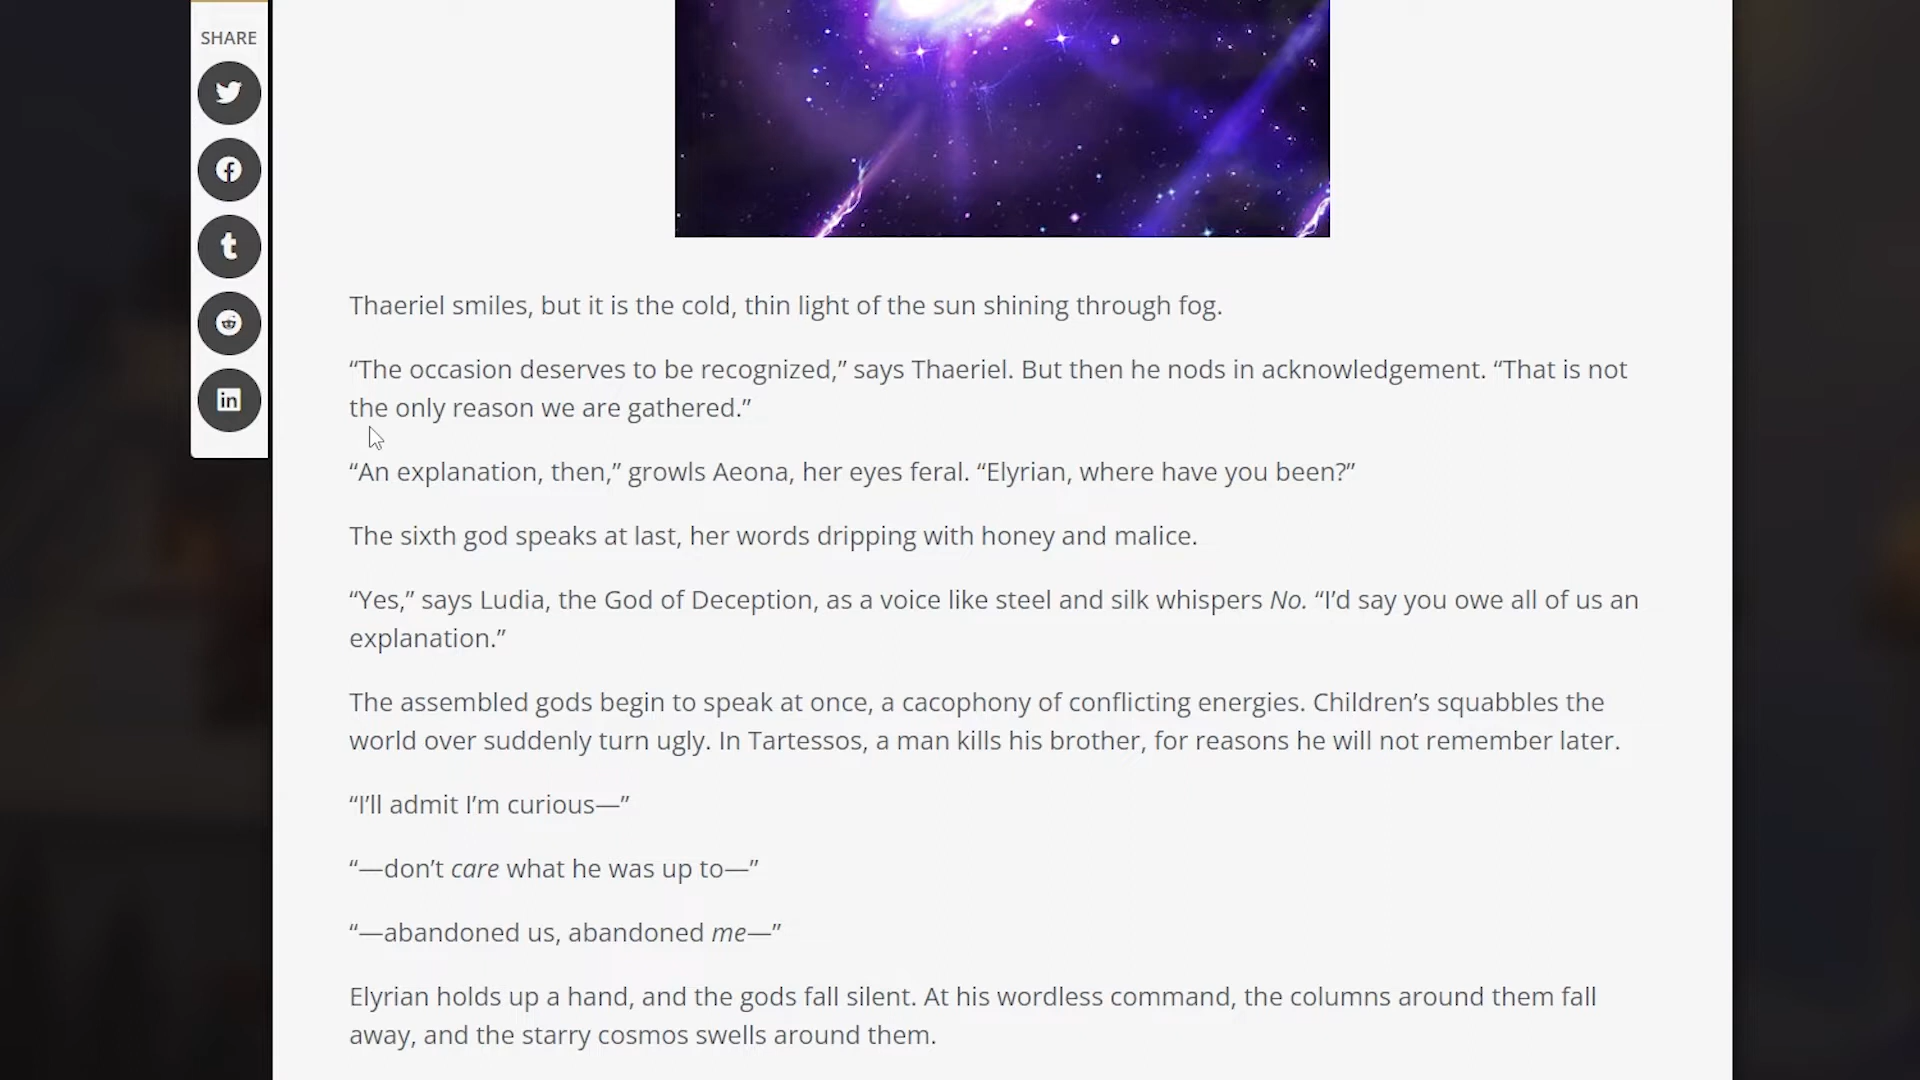 SHARE
Thaeriel smiles, but it is the cold, thin light of the sun shining through fog.
“The occasion deserves to be recognized,” says Thaeriel. But then he nods in acknowledgement. “That is not
the only reason we are gathered.”
“An explanation, then,” growls Aeona, her eyes feral. “Elyrian, where have you been?”
The sixth god speaks at last, her words dripping with honey and malice.
“Yes,” says Ludia, the God of Deception, as a voice like steel and silk whispers No. “I’d say you owe all of us an
explanation.”
The assembled gods begin to speak at once, a cacophony of conflicting energies. Children’s squabbles the
world over suddenly turn ugly. In Tartessos, a man kills his brother, for reasons he will not remember later.
“I’ll admit I’m curious—”
“—don’t care what he was up to—”
“—abandoned us, abandoned me—”
Elyrian holds up a hand, and the gods fall silent. At his wordless command, the columns around them fall
away, and the starry cosmos swells around them.